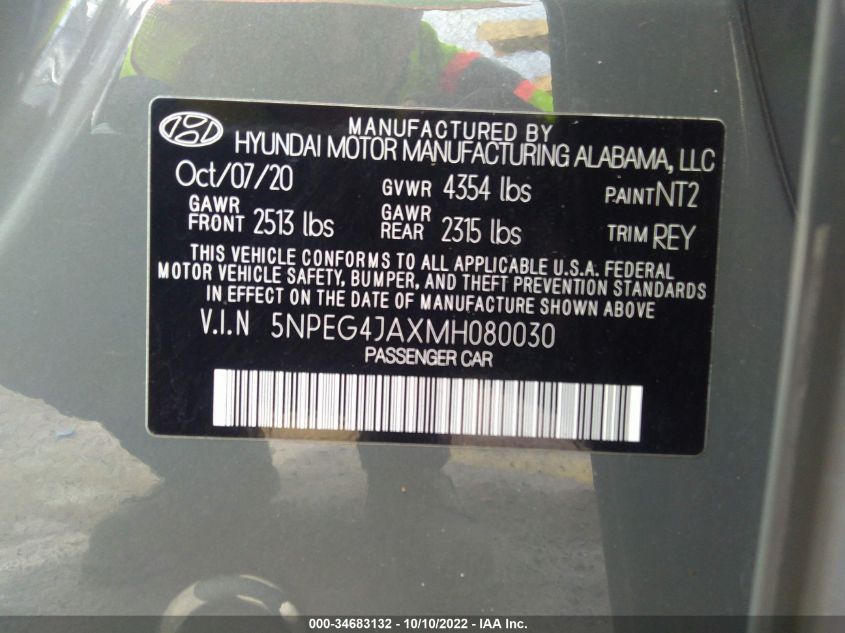 MANUFACTURED BY
HYUNDAI MOTOR MANUFACTURING ALABAMA, LLC
Oct/07/20 GVWR 4354 lbs PAINT NT2
GAWR FRONT 2513 lbs GAWR REAR 2315 lbs TRIM REY
THIS VEHICLE CONFORMS TO ALL APPLICABLE U.S.A. FEDERAL
MOTOR VEHICLE SAFETY, BUMPER, AND THEFT PREVENTION STANDARDS
IN EFFECT ON THE DATE OF MANUFACTURE SHOWN ABOVE
V.I.N 5NPEG4JAXMH080030
PASSENGER CAR
000-34683132 - 10/10/2022 - IAA Inc.